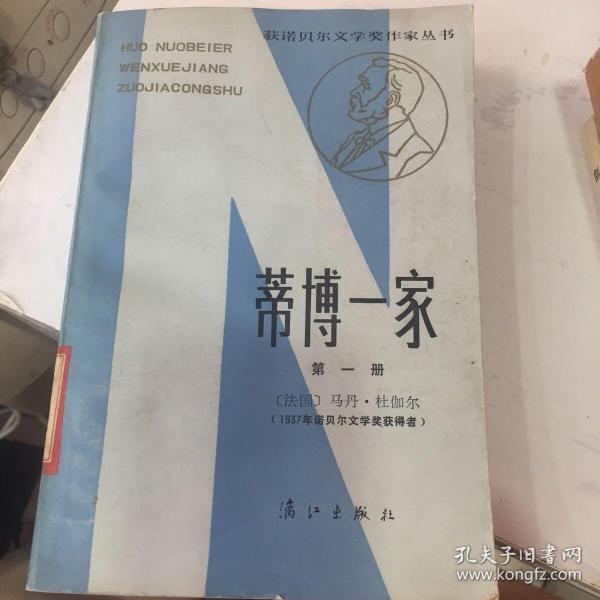 获诺贝尔文学奖作家丛书
HUO NUOBEIER
WENXUEJIANG
ZUOJIACONGSHU
蒂博一家
第一册
〔法国〕马丹·杜伽尔
(1937年诺贝尔文学奖获得者)
漓江出版社
孔夫子旧书网
www.kongfz.com